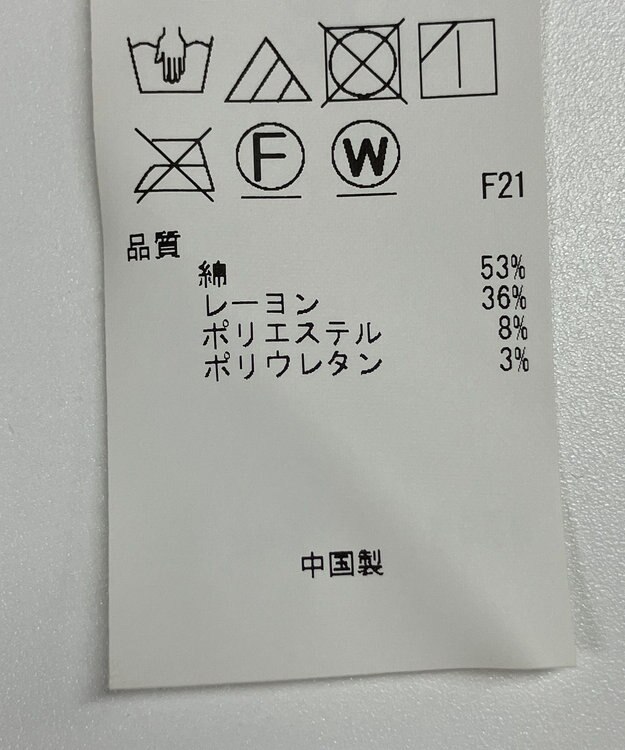 F W
F21
品質
綿 53%
レーヨン 36%
ポリエステル 8%
ポリウレタン 3%
中国製